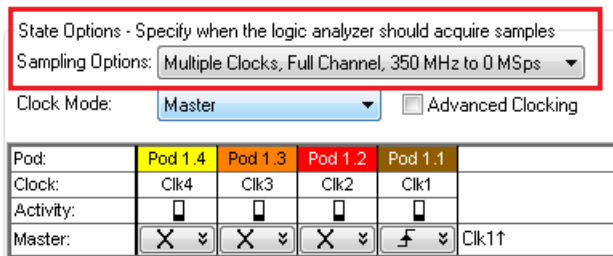 State Options - Specify when the logic analyzer should acquire samples
Sampling Options: Multiple Clocks, Full Channel, 350 MHz to 0 MSps
Clock Mode: Master Advanced Clocking
Pod: Pod 1.4 Pod 1.3 Pod 1.2 Pod 1.1
Clock: Clk4 Clk3 Clk2 Clk1
Activity:
Master: X X X Clk1↑